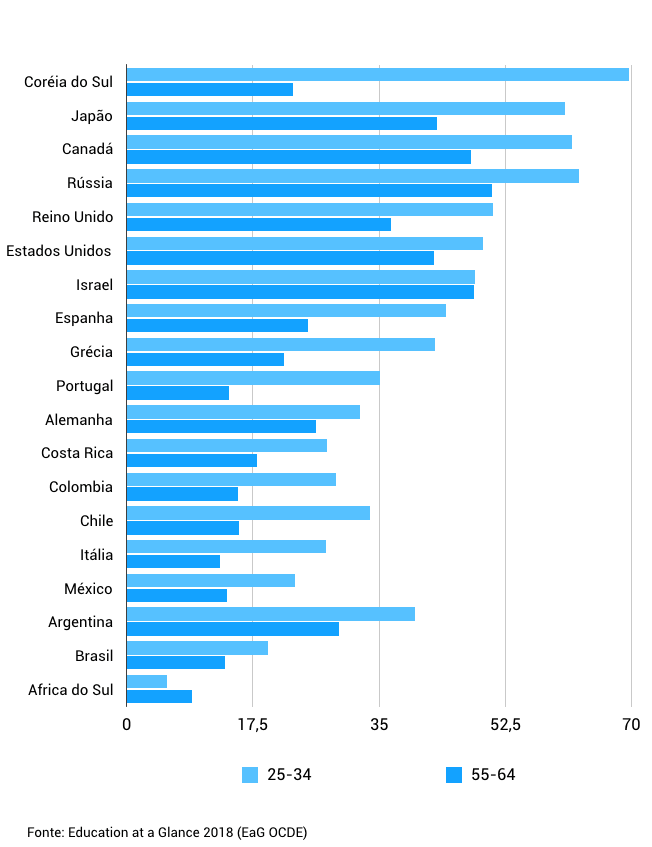 Coréia do Sul
Japão
Canadá
Rússia
Reino Unido
Estados Unidos
Israel
Espanha
Grécia
Portugal
Alemanha
Costa Rica
Colombia
Chile
Itália
México
Argentina
Brasil
Africa do Sul
0 17,5 35 52,5 70
25-34 55-64
Fonte: Education at a Glance 2018 (EaG OCDE)